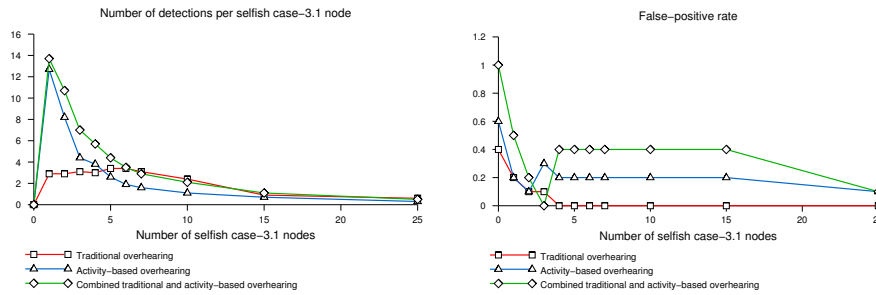 Number of detections per selfish case−3.1 node
16
14
12
10
8
6
4
2
0
0
5
10
15
20
25
Number of selfish case−3.1 nodes
Traditional overhearing
Activity−based overhearing
Combined traditional and activity−based overhearing
False−positive rate
1.2
1
0.8
0.6
0.4
0.2
0
0
5
10
15
20
25
Number of selfish case−3.1 nodes
Traditional overhearing
Activity−based overhearing
Combined traditional and activity−based overhearing